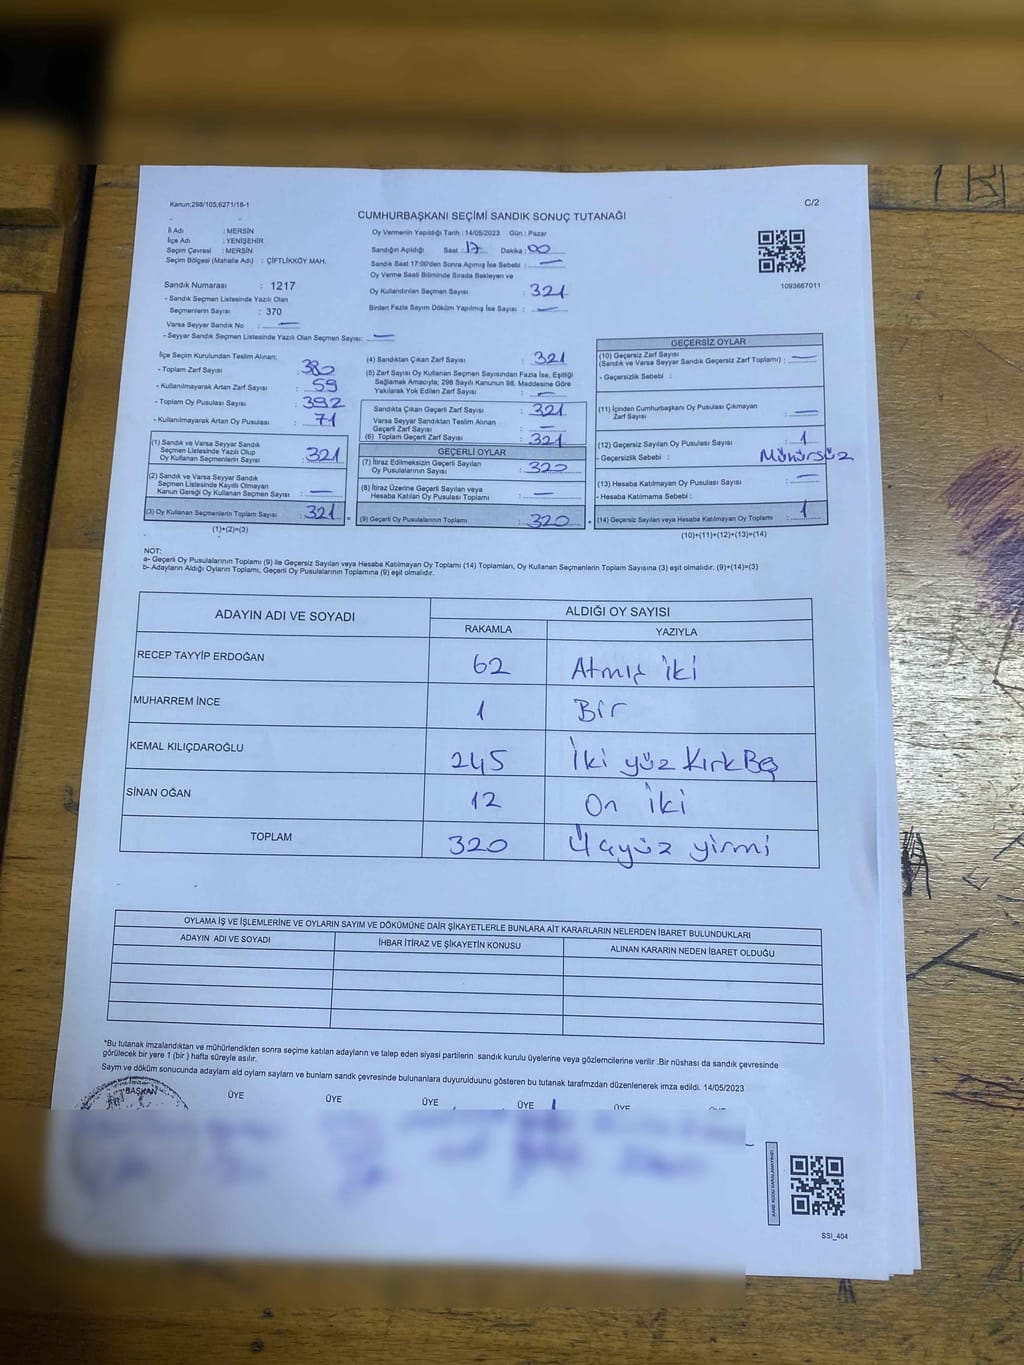 Kanun;298/105,6271/18-1
C/2
CUMHURBAŞKANI SEÇİMİ SANDIK SONUÇ TUTANAĞI
İl Adı : MERSİN
İlçe Adı : YENİŞEHİR
Seçim Çevresi : MERSİN
Seçim Bölgesi (Mahalle Adı) : ÇİFTLİKKÖY MAH.
Oy Vermenin Yapıldığı Tarih : 14/05/2023 Gün : Pazar
Sandığın Açıldığı Saat : 17 Dakika : 00
Sandık Saat 17:00'den Sonra Açımış İse Sebebi : —
Oy Verme Saati Bitiminde Sırada Bekleyen ve
Oy Kullandırılan Seçmen Sayısı : 321
Birden Fazla Sayım Döküm Yapılmış İse Sayısı : —
1093667011
Sandık Numarası : 1217
- Sandık Seçmen Listesinde Yazılı Olan
Seçmenlerin Sayısı : 370
Varsa Seyyar Sandık No : —
- Seyyar Sandık Seçmen Listesinde Yazılı Olan Seçmen Sayısı: —
İlçe Seçim Kurulundan Teslim Alınan;
- Toplam Zarf Sayısı : 380
- Kullanılmayarak Artan Zarf Sayısı : 59
- Toplam Oy Pusulası Sayısı : 392
- Kullanılmayarak Artan Oy Pusulası : 71
(1) Sandık ve Varsa Seyyar Sandık
Seçmen Listesinde Yazılı Olup
Oy Kullanan Seçmenlerin Sayısı : 321
(2) Sandık ve Varsa Seyyar Sandık
Seçmen Listesinde Kayıtlı Olmayan
Kanun Gereği Oy Kullanan Seçmen Sayısı : —
(3) Oy Kullanan Seçmenlerin Toplam Sayısı : 321
(1)+(2)=(3)
(4) Sandıktan Çıkan Zarf Sayısı : 321
(5) Zarf Sayısı Oy Kullanan Seçmen Sayısından Fazla İse, Eşitliği
Sağlamak Amacıyla; 298 Sayılı Kanunun 98. Maddesine Göre
Yakılarak Yok Edilen Zarf Sayısı : —
Sandıkta Çıkan Geçerli Zarf Sayısı : 321
Varsa Seyyar Sandıktan Teslim Alınan
Geçerli Zarf Sayısı : —
(6) Toplam Geçerli Zarf Sayısı : 321
GEÇERLİ OYLAR
(7) İtiraz Edilmeksizin Geçerli Sayılan
Oy Pusulalarının Sayısı : 320
(8) İtiraz Üzerine Geçerli Sayılan veya
Hesaba Katılan Oy Pusulası Toplamı : —
(9) Geçerli Oy Pusulalarının Toplamı : 320
GEÇERSİZ OYLAR
(10) Geçersiz Zarf Sayısı
(Sandık ve Varsa Seyyar Sandık Geçersiz Zarf Toplamı) : —
- Geçersizlik Sebebi :
(11) İçinden Cumhurbaşkanı Oy Pusulası Çıkmayan
Zarf Sayısı : —
(12) Geçersiz Sayılan Oy Pusulası Sayısı : 1
- Geçersizlik Sebebi : Mühürsüz
(13) Hesaba Katılmayan Oy Pusulası Sayısı : —
- Hesaba Katılmama Sebebi :
(14) Geçersiz Sayılan veya Hesaba Katılmayan Oy Toplamı : 1
(10)+(11)+(12)+(13)=(14)
NOT:
a- Geçerli Oy Pusulalarının Toplamı (9) ile Geçersiz Sayılan veya Hesaba Katılmayan Oy Toplamı (14) Toplamları, Oy Kullanan Seçmenlerin Toplam Sayısına (3) eşit olmalıdır. (9)+(14)=(3)
b- Adayların Aldığı Oyların Toplamı, Geçerli Oy Pusulalarının Toplamına (9) eşit olmalıdır.
ADAYIN ADI VE SOYADI ALDIĞI OY SAYISI
RAKAMLA YAZIYLA
RECEP TAYYİP ERDOĞAN 62 Atmış iki
MUHARREM İNCE 1 Bir
KEMAL KILIÇDAROĞLU 245 İki yüz Kırk Beş
SİNAN OĞAN 12 On iki
TOPLAM 320 Üçyüz yirmi
OYLAMA İŞ VE İŞLEMLERİNE VE OYLARIN SAYIM VE DÖKÜMÜNE DAİR ŞİKAYETLERLE BUNLARA AİT KARARLARIN NELERDEN İBARET BULUNDUKLARI
ADAYIN ADI VE SOYADI İHBAR İTİRAZ VE ŞİKAYETİN KONUSU ALINAN KARARIN NEDEN İBARET OLDUĞU
*Bu tutanak imzalandıktan ve mühürlendikten sonra seçime katılan adayların ve talep eden siyasi partilerin sandık kurulu üyelerine veya gözlemcilerine verilir .Bir nüshası da sandık çevresinde
görülecek bir yere 1 (bir ) hafta süreyle asılır.
Sayım ve döküm sonucunda adaylam ald oylam sayları ve bunlam sandk çevresinde bulunanlara duyurulduunu gösteren bu tutanak tarafmzdan düzenlenerek imza edildi. 14/05/2023
BAŞKAN ÜYE ÜYE ÜYE ÜYE ÜYE
SSI_404